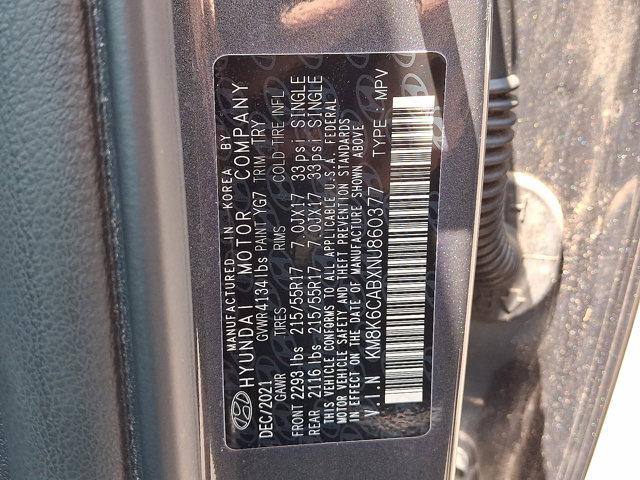 MANUFACTURED IN KOREA BY
HYUNDAI MOTOR COMPANY
DEC/2021 GVWR4134 lbs PAINT YG7 TRIM TRY
GAWR TIRES RIMS COLD TIRE INFL
FRONT 2293 lbs 215/55R17 7.0JX17 33psi SINGLE
REAR 2116 lbs 215/55R17 7.0JX17 33psi SINGLE
THIS VEHICLE CONFORMS TO ALL APPLICABLE U.S.A. FEDERAL
MOTOR VEHICLE SAFETY AND THEFT PREVENTION STANDARDS
IN EFFECT ON THE DATE OF MANUFACTURE SHOWN ABOVE
V.I.N KM8K6CABXNU860377 TYPE : MPV